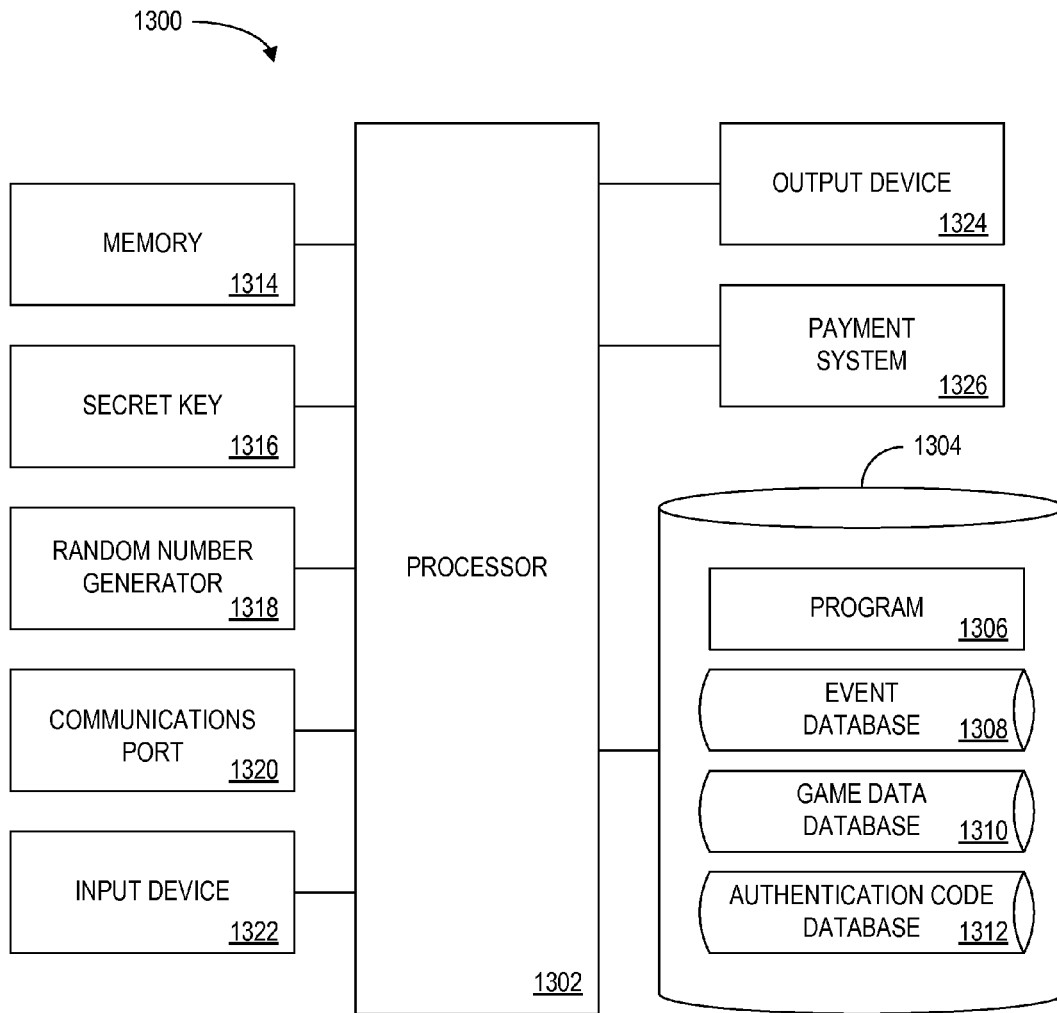 1300
MEMORY
1314
SECRET KEY
1316
RANDOM NUMBER
GENERATOR
1318
COMMUNICATIONS
PORT
1320
INPUT DEVICE
1322
PROCESSOR
1302
OUTPUT DEVICE
1324
PAYMENT
SYSTEM
1326
1304
PROGRAM
1306
EVENT
DATABASE
1308
GAME DATA
DATABASE
1310
AUTHENTICATION CODE
DATABASE
1312